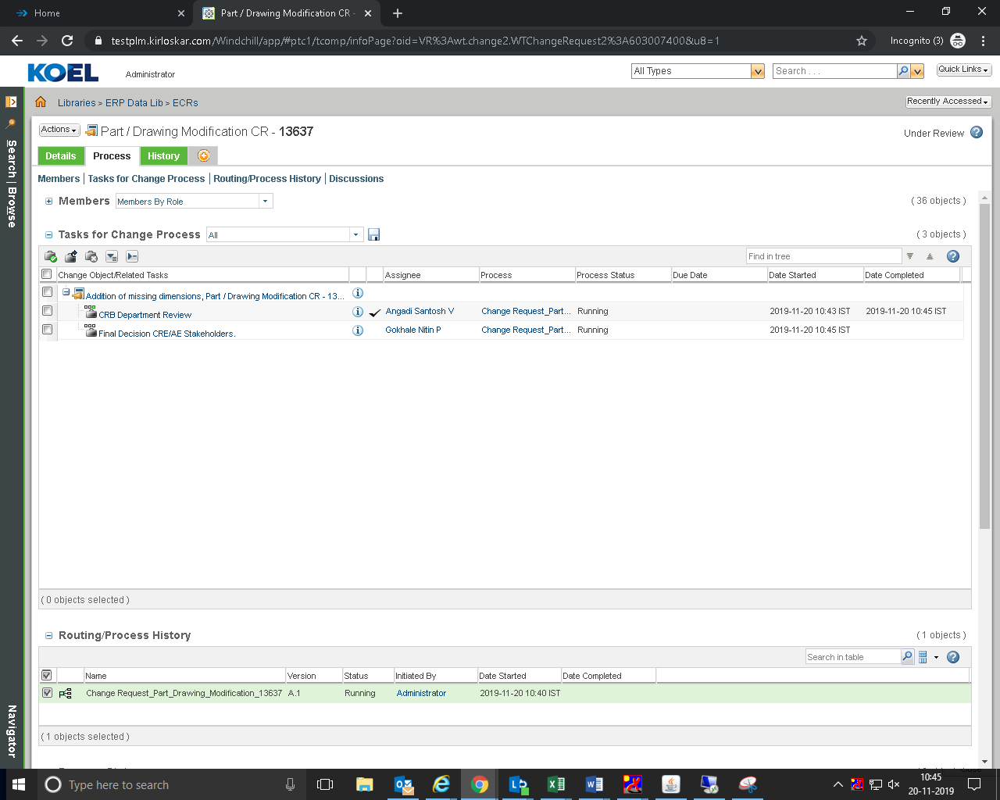 Home
Part / Drawing Modification CR -
testplm.kirloskar.com/Windchill/app/#ptc1/tcomp/infoPage?oid=VR%3Awt.change2.WTChangeRequest2%3A603007400&u8=1
Incognito (3)
KOEL
Administrator
All Types
Search . . .
Quick Links
Libraries > ERP Data Lib > ECRs
Recently Accessed
Actions
Part / Drawing Modification CR - 13637
Under Review
Details
Process
History
Members | Tasks for Change Process | Routing/Process History | Discussions
Search | Browse
Members
Members By Role
( 36 objects )
Tasks for Change Process
All
( 3 objects )
Find in tree
Change Object/Related Tasks Assignee Process Process Status Due Date Date Started Date Completed
Addition of missing dimensions, Part / Drawing Modification CR - 13...
CRB Department Review Angadi Santosh V Change Request_Part... Running 2019-11-20 10:43 IST 2019-11-20 10:45 IST
Final Decision CRE/AE Stakeholders. Gokhale Nitin P Change Request_Part... Running 2019-11-20 10:45 IST
( 0 objects selected )
Routing/Process History
( 1 objects )
Search in table
Name Version Status Initiated By Date Started Date Completed
Change Request_Part_Drawing_Modification_13637 A.1 Running Administrator 2019-11-20 10:40 IST
( 1 objects selected )
Navigator
Type here to search
10:45
20-11-2019